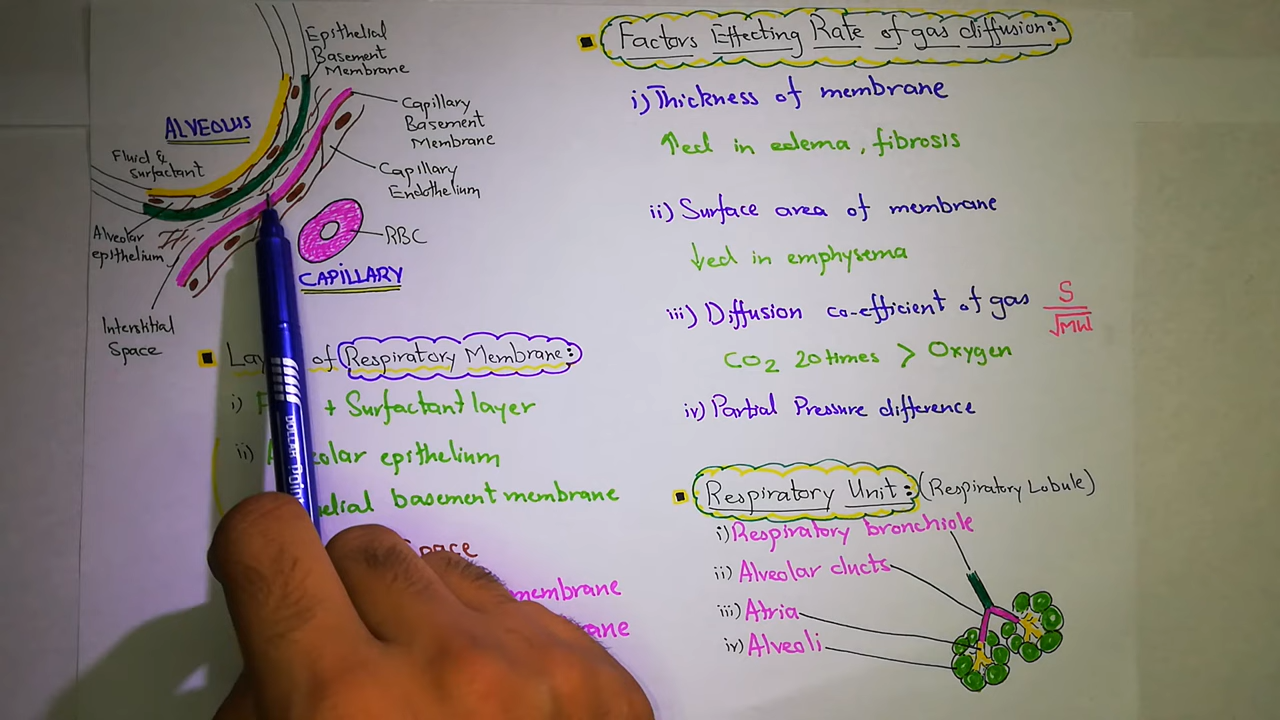 Epithelial
Basement
Membrane
ALVEOLUS
Capillary
Basement
Membrane
Fluid &
surfactant
Capillary
Endothelium
Alveolar
epithelium
RBC
CAPILLARY
Interstitial
Space
of Respiratory Membrane:
i) + Surfactant layer
ii) epithelium
basement membrane
Space
membrane
Factors Effecting Rate of gas diffusion:
i) Thickness of membrane
↑ed in edema, fibrosis
ii) Surface area of membrane
↓ed in emphysema
iii) Diffusion co-efficient of gas S/√MW
CO2 20 times > Oxygen
iv) Partial Pressure difference
Respiratory Unit: (Respiratory Lobule)
i) Respiratory bronchiole
ii) Alveolar ducts
iii) Atria
iv) Alveoli
DOLLAR